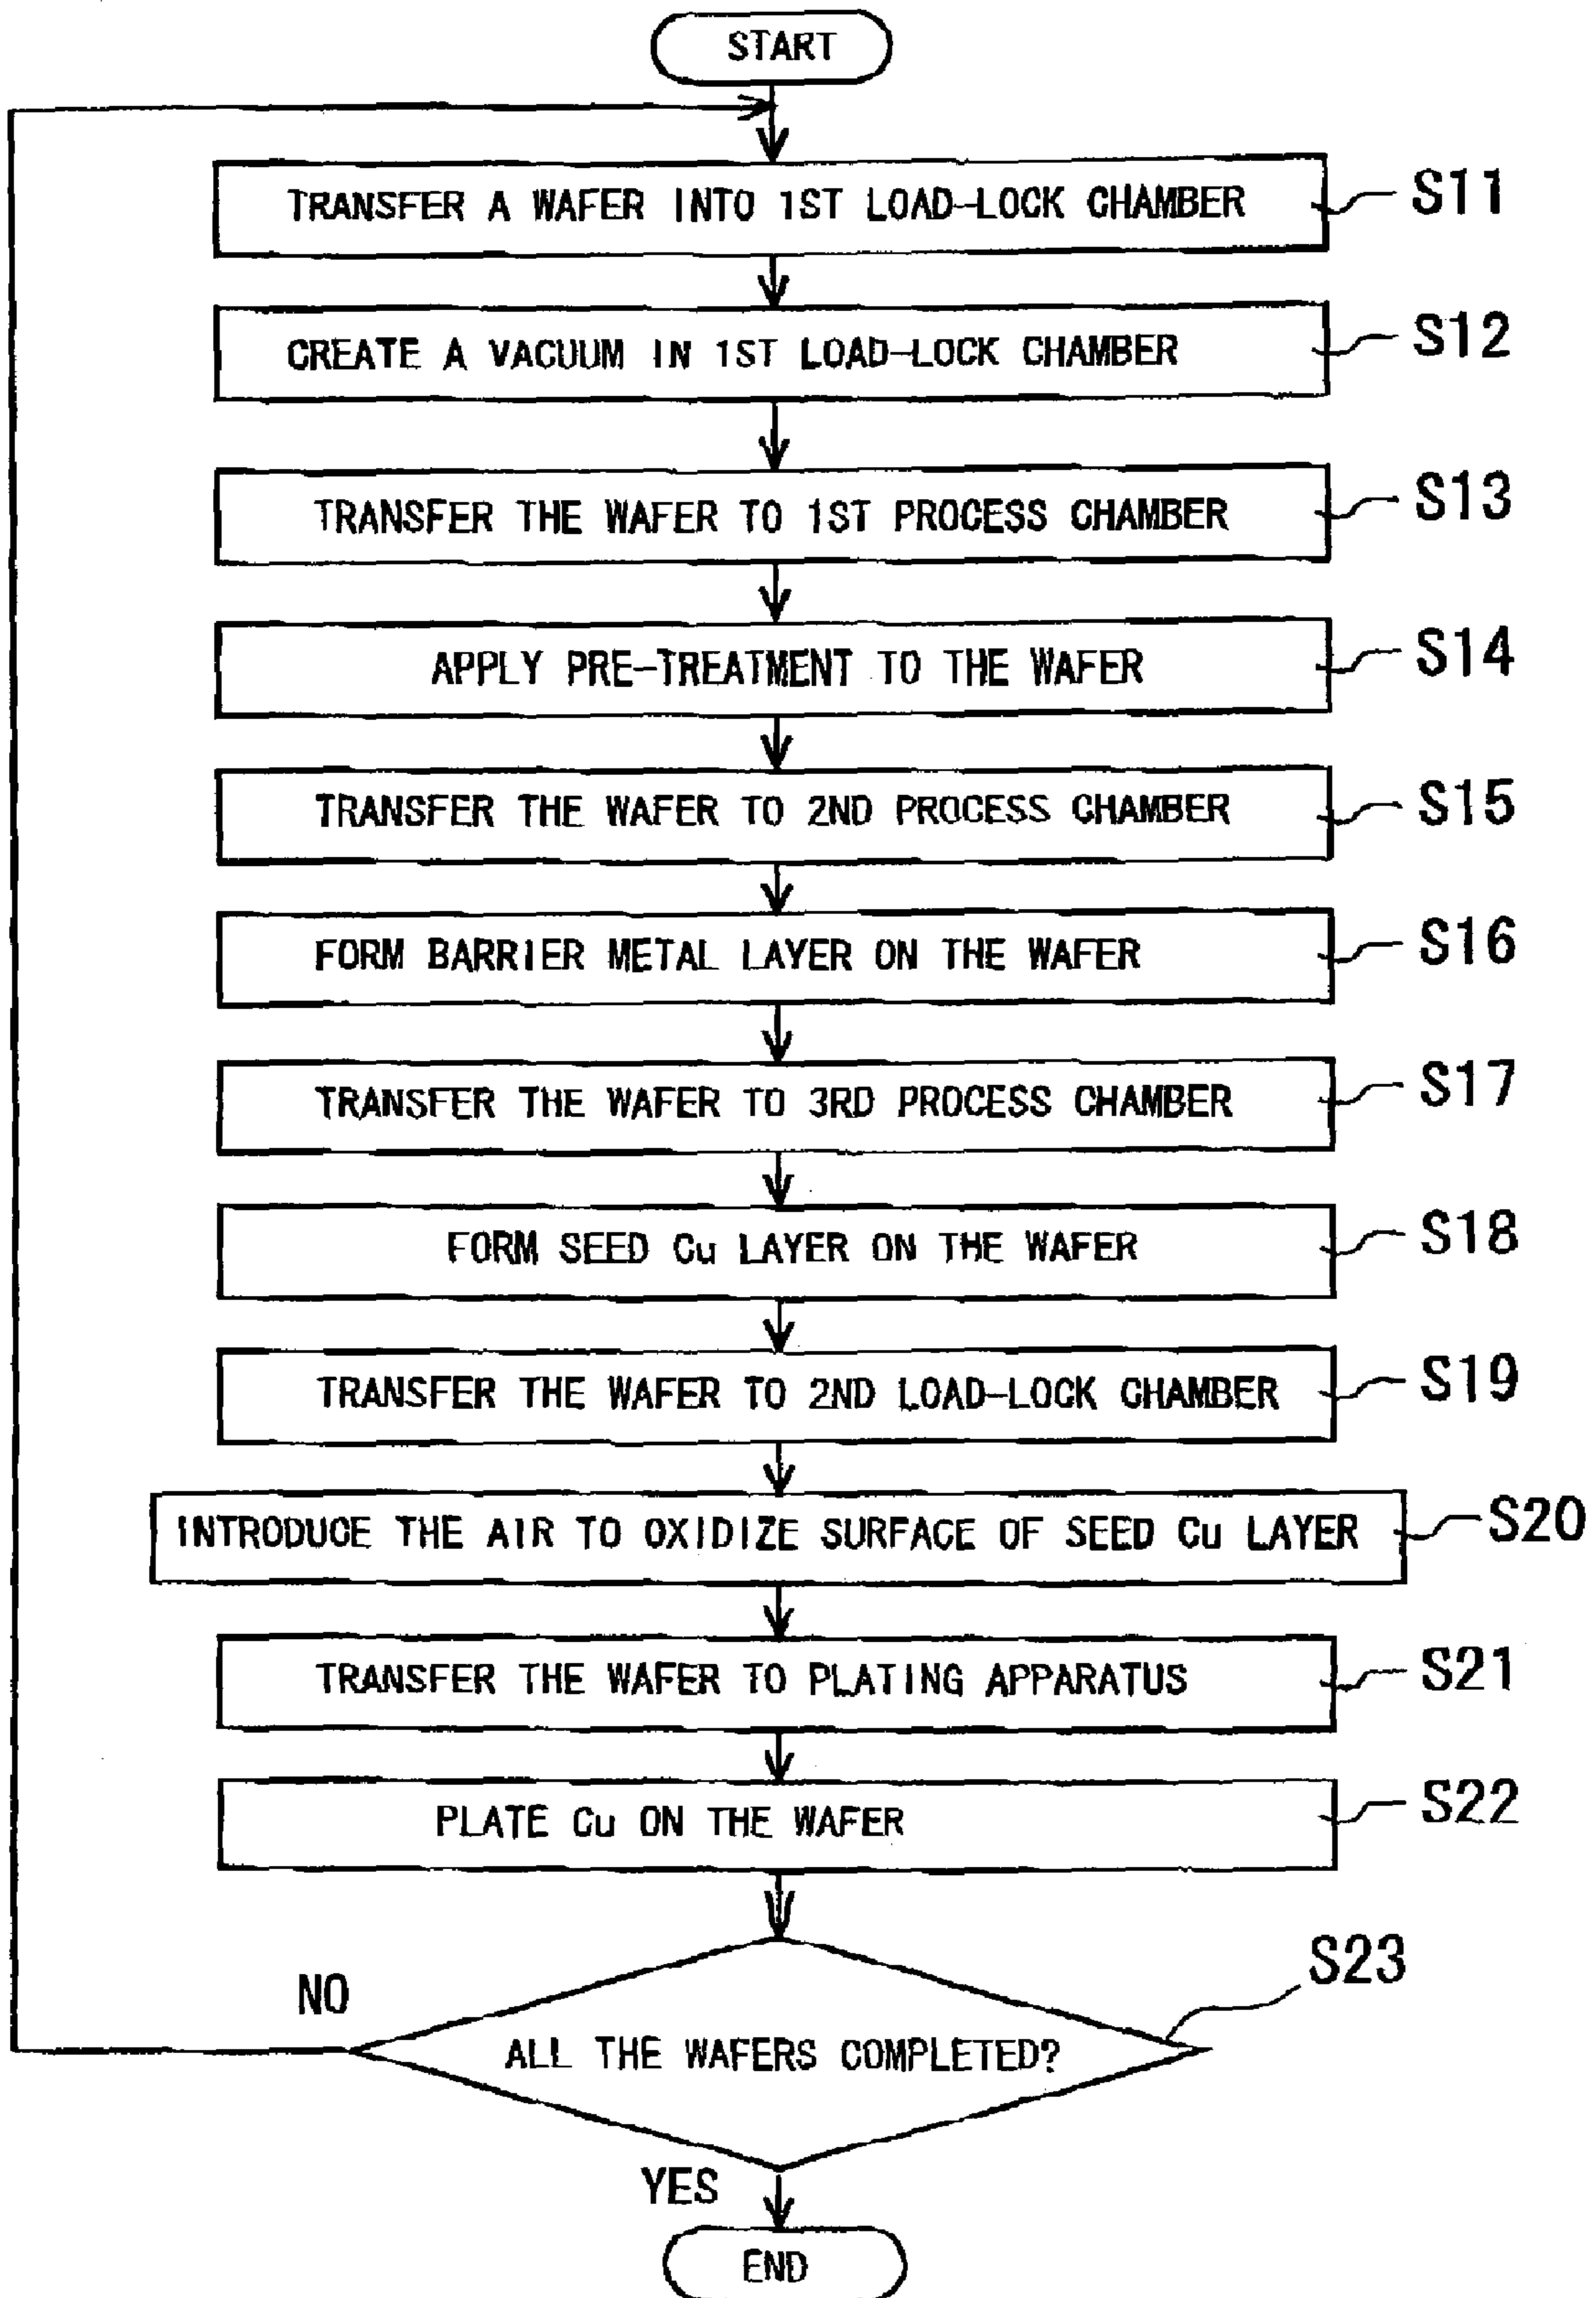 START
TRANSFER A WAFER INTO 1ST LOAD-LOCK CHAMBER S11
CREATE A VACUUM IN 1ST LOAD-LOCK CHAMBER S12
TRANSFER THE WAFER TO 1ST PROCESS CHAMBER S13
APPLY PRE-TREATMENT TO THE WAFER S14
TRANSFER THE WAFER TO 2ND PROCESS CHAMBER S15
FORM BARRIER METAL LAYER ON THE WAFER S16
TRANSFER THE WAFER TO 3RD PROCESS CHAMBER S17
FORM SEED Cu LAYER ON THE WAFER S18
TRANSFER THE WAFER TO 2ND LOAD-LOCK CHAMBER S19
INTRODUCE THE AIR TO OXIDIZE SURFACE OF SEED Cu LAYER S20
TRANSFER THE WAFER TO PLATING APPARATUS S21
PLATE Cu ON THE WAFER S22
S23
NO
ALL THE WAFERS COMPLETED?
YES
END